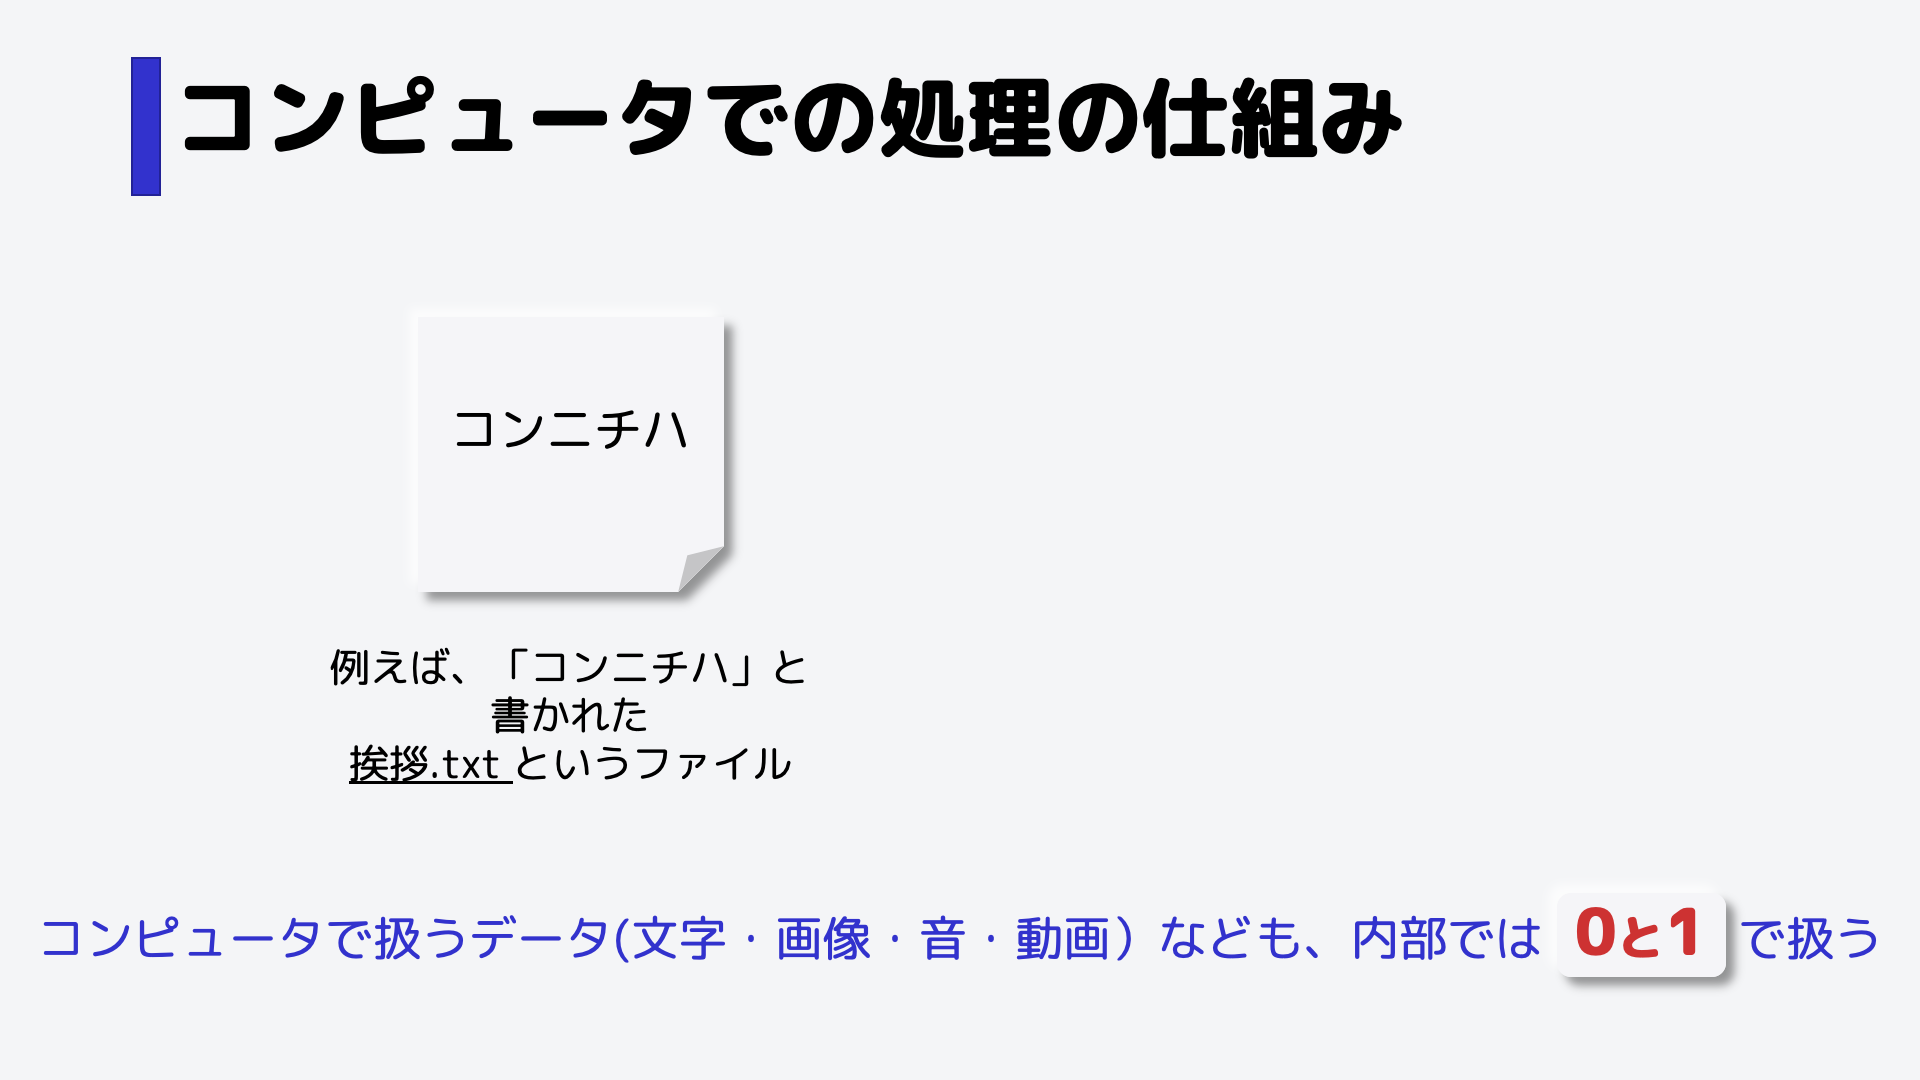 コンピュータでの処理の仕組み
コンニチハ
例えば、「コンニチハ」と
書かれた
挨拶.txt というファイル
コンピュータで扱うデータ(文字・画像・音・動画）なども、内部では 0と1 で扱う